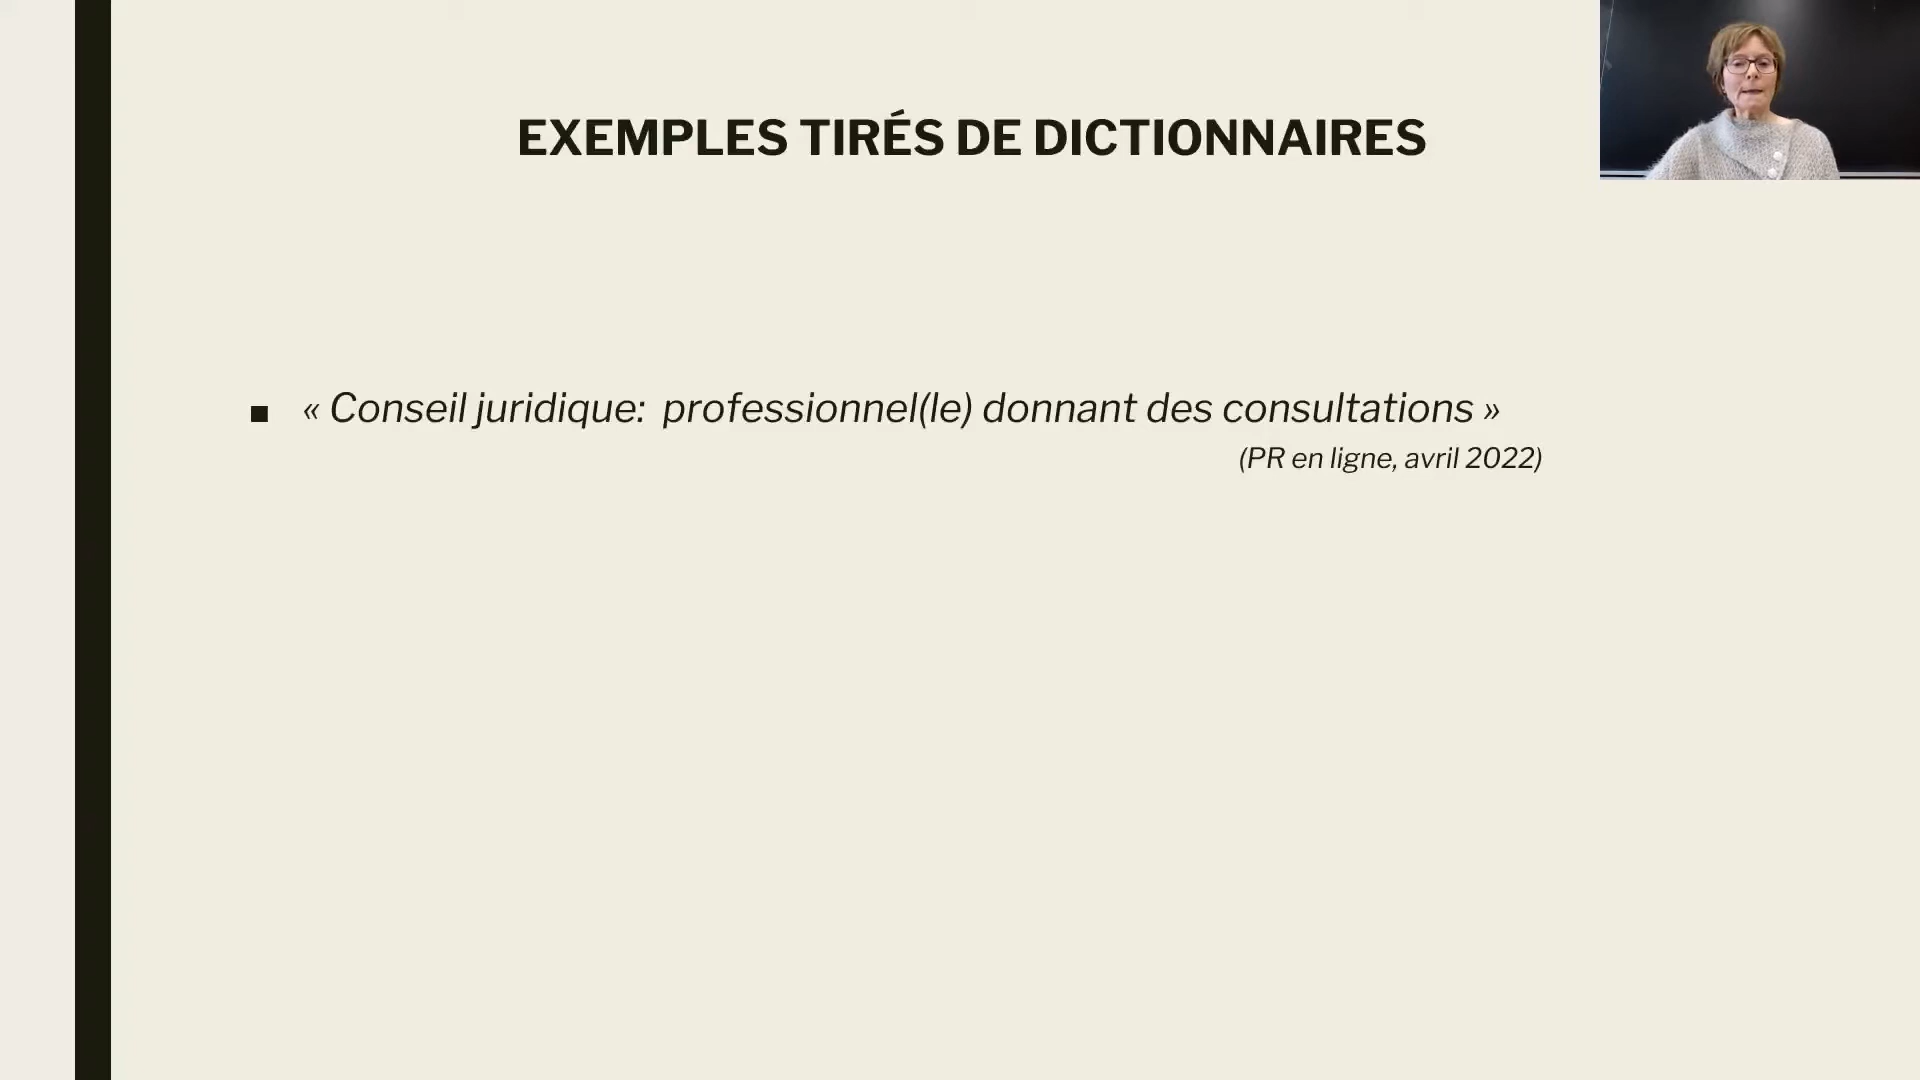 EXEMPLES TIRÉS DE DICTIONNAIRES
« Conseil juridique:  professionnel(le) donnant des consultations »
(PR en ligne, avril 2022)